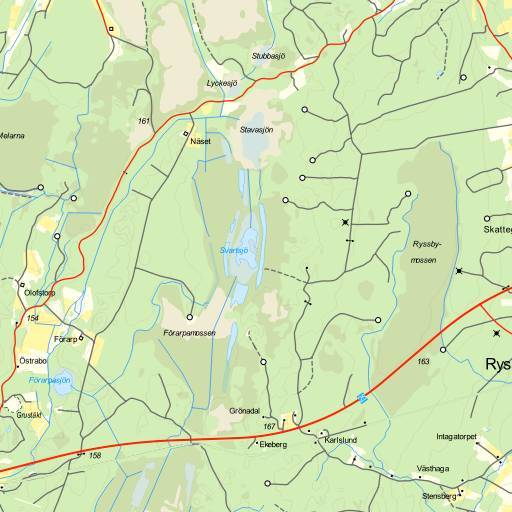 Stubbasjö
Lyckesjö
161
Stavasjön
Melarna
Näset
Skatteg
Svartsjö
Ryssby-
mossen
Olofstorp
154
Förarp
Förarpamossen
Östrabo
163
Rys
Förarpasjön
Grustäkt
Grönadal
167
Karlslund
Intagatorpet
Ekeberg
158
Västhaga
Stensberg